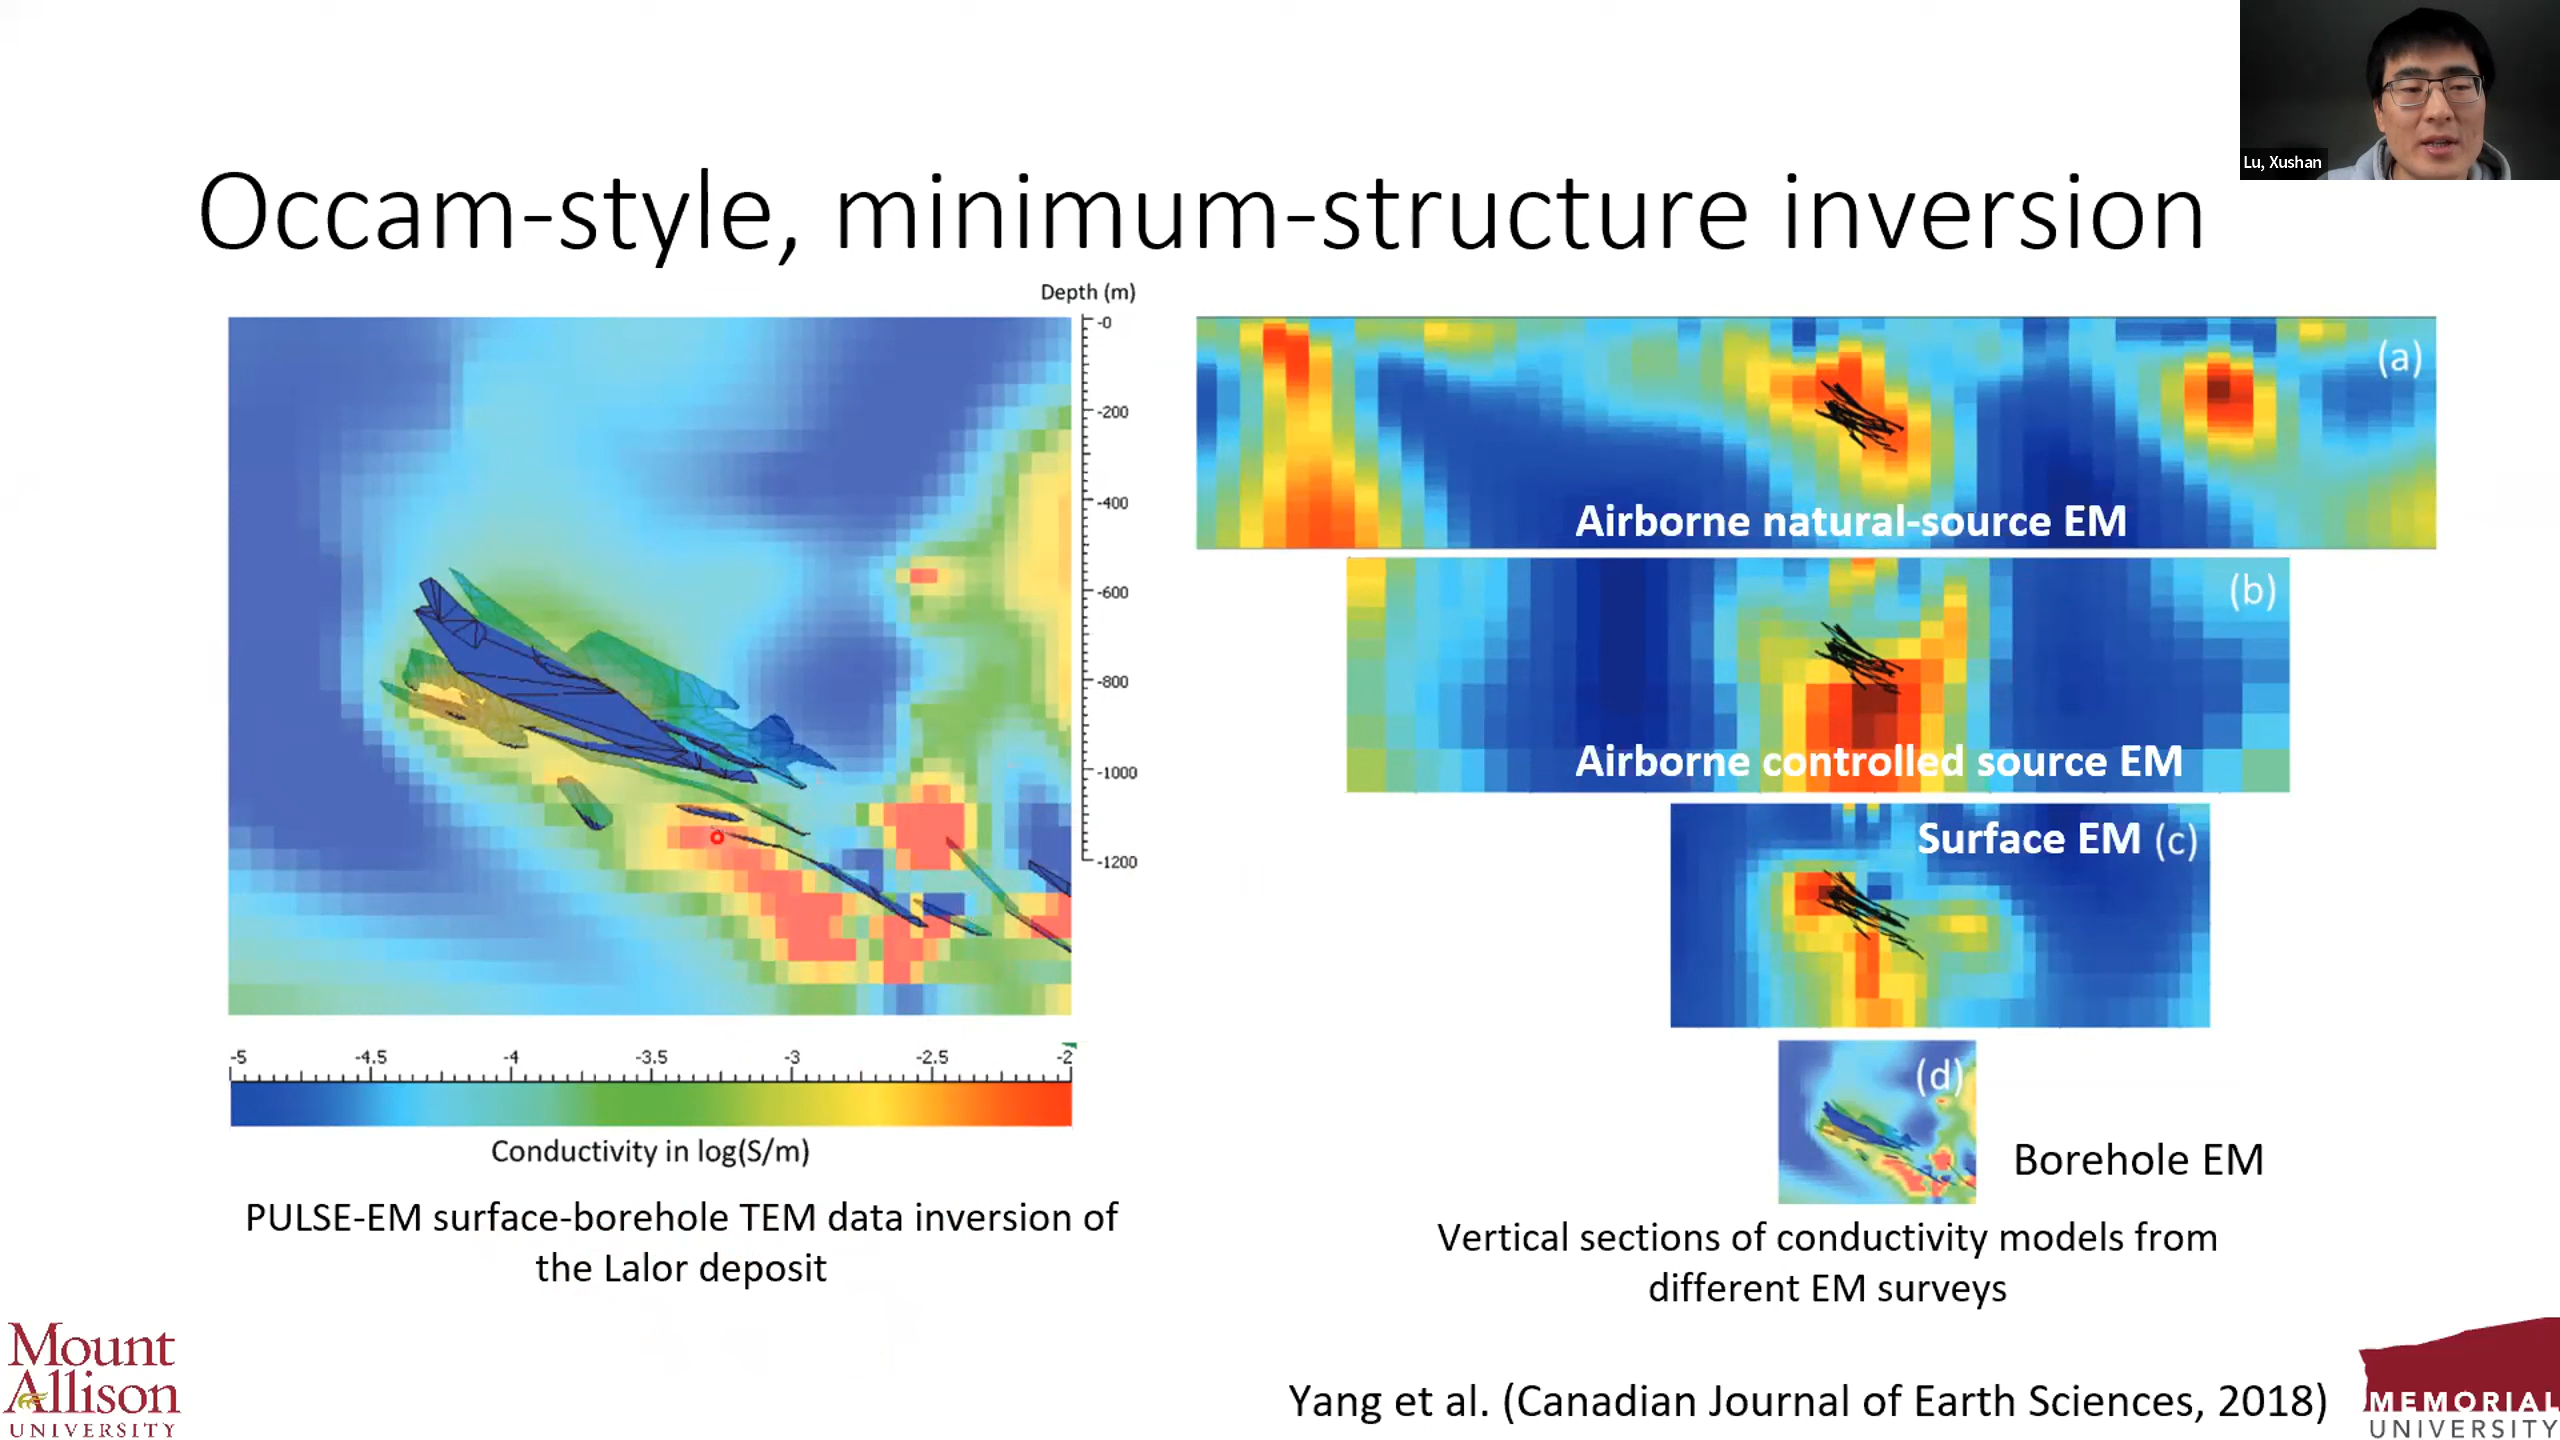 Lu, Xushan
Occam-style, minimum-structure inversion
Depth (m)
-0
-200
-400
-600
-800
-1000
-1200
-5 -4.5 -4 -3.5 -3 -2.5 -2
Conductivity in log(S/m)
PULSE-EM surface-borehole TEM data inversion of
the Lalor deposit
(a)
Airborne natural-source EM
(b)
Airborne controlled source EM
Surface EM (c)
(d)
Borehole EM
Vertical sections of conductivity models from
different EM surveys
Yang et al. (Canadian Journal of Earth Sciences, 2018)
Mount
Allison
UNIVERSITY
MEMORIAL
UNIVERSITY